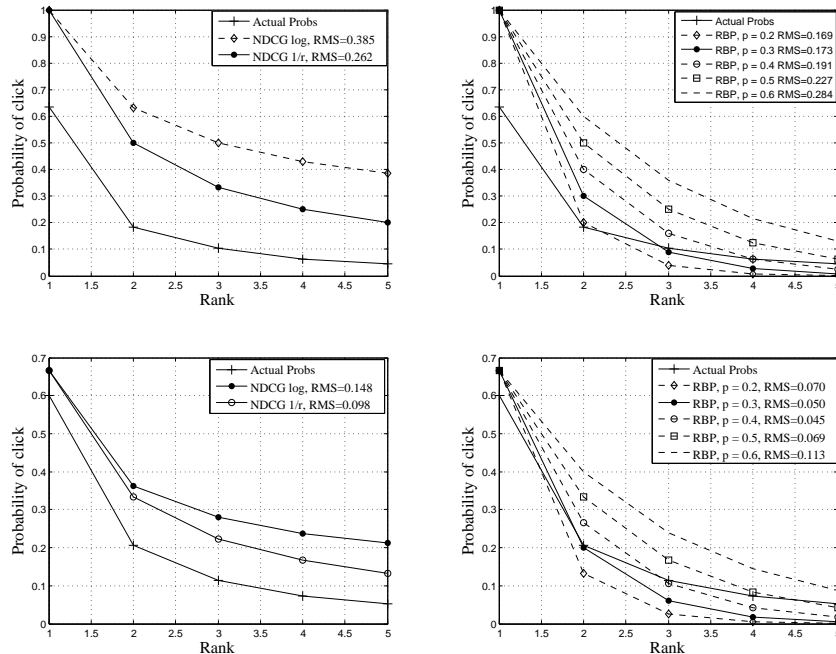 1
0.9
0.8
0.7
0.6
0.5
0.4
0.3
0.2
0.1
0
1 1.5 2 2.5 3 3.5 4 4.5 5
Probability of click
Rank
Actual Probs
NDCG log, RMS=0.385
NDCG 1/r, RMS=0.262
1
0.9
0.8
0.7
0.6
0.5
0.4
0.3
0.2
0.1
0
1 1.5 2 2.5 3 3.5 4 4.5 5
Probability of click
Rank
Actual Probs
RBP, p = 0.2 RMS=0.169
RBP, p = 0.3 RMS=0.173
RBP, p = 0.4 RMS=0.191
RBP, p = 0.5 RMS=0.227
RBP, p = 0.6 RMS=0.284
0.7
0.6
0.5
0.4
0.3
0.2
0.1
0
1 1.5 2 2.5 3 3.5 4 4.5 5
Probability of click
Rank
Actual Probs
NDCG log, RMS=0.148
NDCG 1/r, RMS=0.098
0.7
0.6
0.5
0.4
0.3
0.2
0.1
0
1 1.5 2 2.5 3 3.5 4 4.5 5
Probability of click
Rank
Actual Probs
RBP, p = 0.2, RMS=0.070
RBP, p = 0.3, RMS=0.050
RBP, p = 0.4, RMS=0.045
RBP, p = 0.5, RMS=0.069
RBP, p = 0.6, RMS=0.113